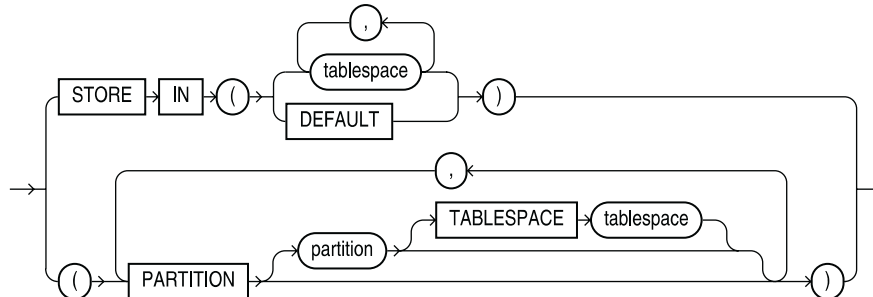 ,
tablespace
STORE IN ( )
DEFAULT
,
TABLESPACE tablespace
partition
( PARTITION )